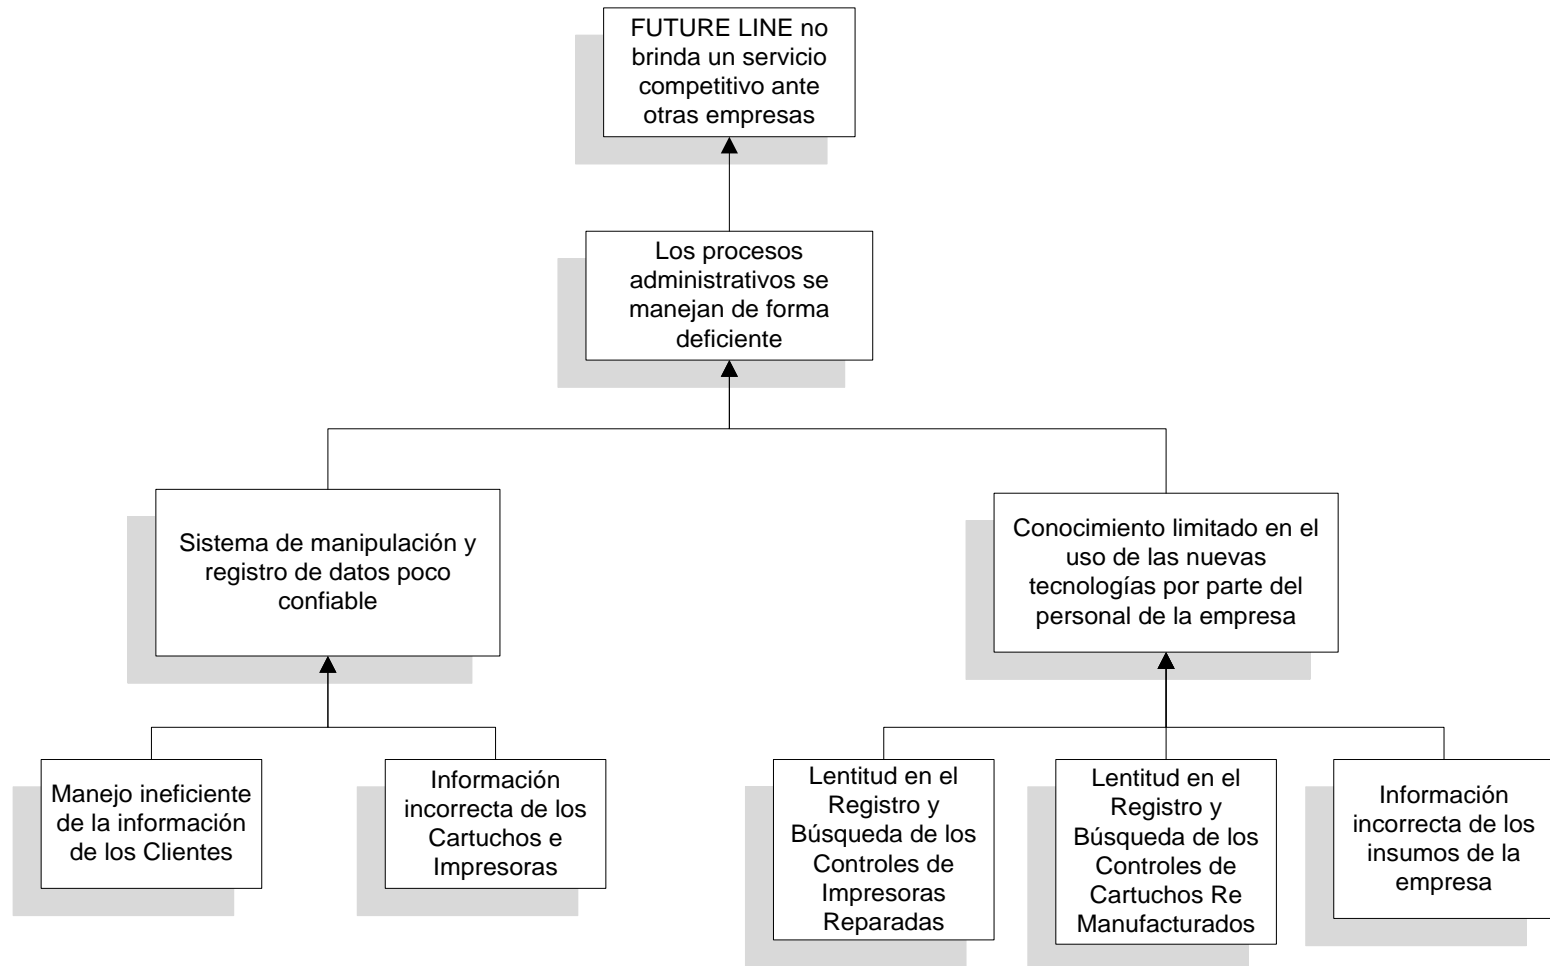 FUTURE LINE no
brinda un servicio
competitivo ante
otras empresas
Los procesos
administrativos se
manejan de forma
deficiente
Sistema de manipulación y
registro de datos poco
confiable
Conocimiento limitado en el
uso de las nuevas
tecnologías por parte del
personal de la empresa
Manejo ineficiente
de la información
de los Clientes
Información
incorrecta de los
Cartuchos e
Impresoras
Lentitud en el
Registro y
Búsqueda de los
Controles de
Impresoras
Reparadas
Lentitud en el
Registro y
Búsqueda de los
Controles de
Cartuchos Re
Manufacturados
Información
incorrecta de los
insumos de la
empresa